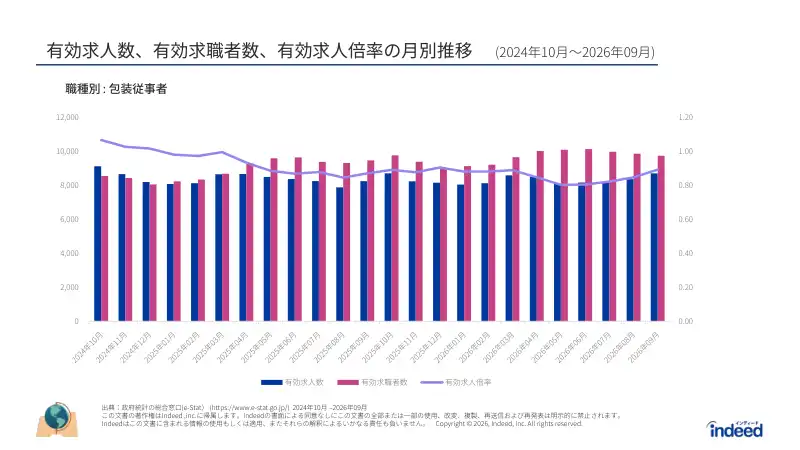 有効求人数、有効求職者数、有効求人倍率の月別推移 (2024年10月～2026年09月)
職種別 : 包装従事者
12,000 1.20
10,000 1.00
8,000 0.80
6,000 0.60
4,000 0.40
2,000 0.20
0 0.00
2024年10月 2024年11月 2024年12月 2025年01月 2025年02月 2025年03月 2025年04月 2025年05月 2025年06月 2025年07月 2025年08月 2025年09月 2025年10月 2025年11月 2025年12月 2026年01月 2026年02月 2026年03月 2026年04月 2026年05月 2026年06月 2026年07月 2026年08月 2026年09月
有効求人数 有効求職者数 有効求人倍率
出典：政府統計の総合窓口(e-Stat） (https://www.e-stat.go.jp/) 2024年10月 –2026年09月
この文書の著作権はIndeed ,Inc.に帰属します。Indeedの書面による同意なしにこの文書の全部または一部の使用、改変、複製、再送信および再発表は明示的に禁止されます。
Indeedはこの文書に含まれる情報の使用もしくは適用、またそれらの解釈によるいかなる責任も負いません。 Copyright © 2026, Indeed, Inc. All rights reserved.
インディード
indeed